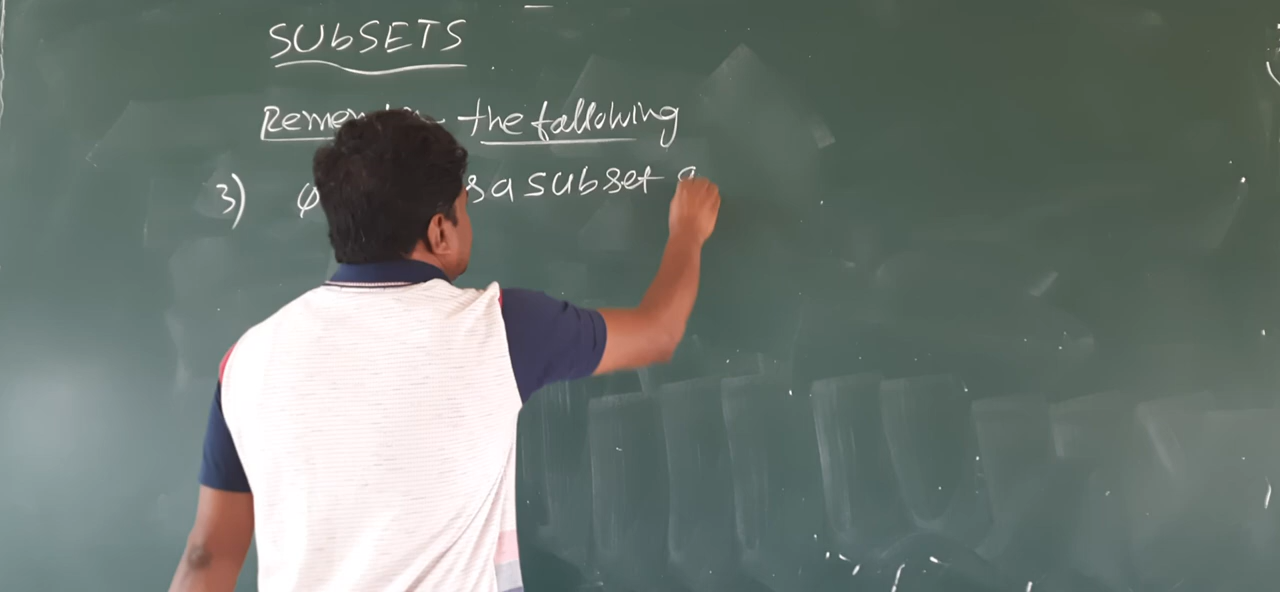 SUbSETS
the fallowing
3) φ s a subset